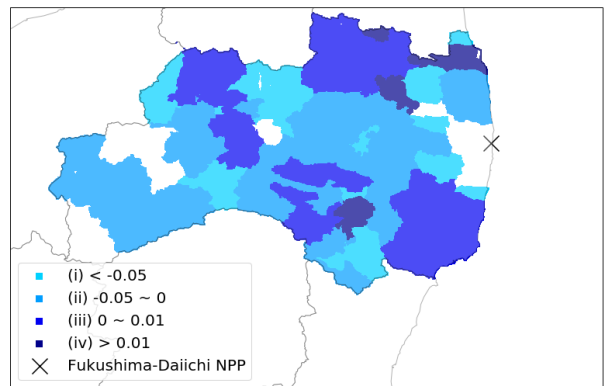 (i) < -0.05
(ii) -0.05 ~ 0
(iii) 0 ~ 0.01
(iv) > 0.01
Fukushima-Daiichi NPP